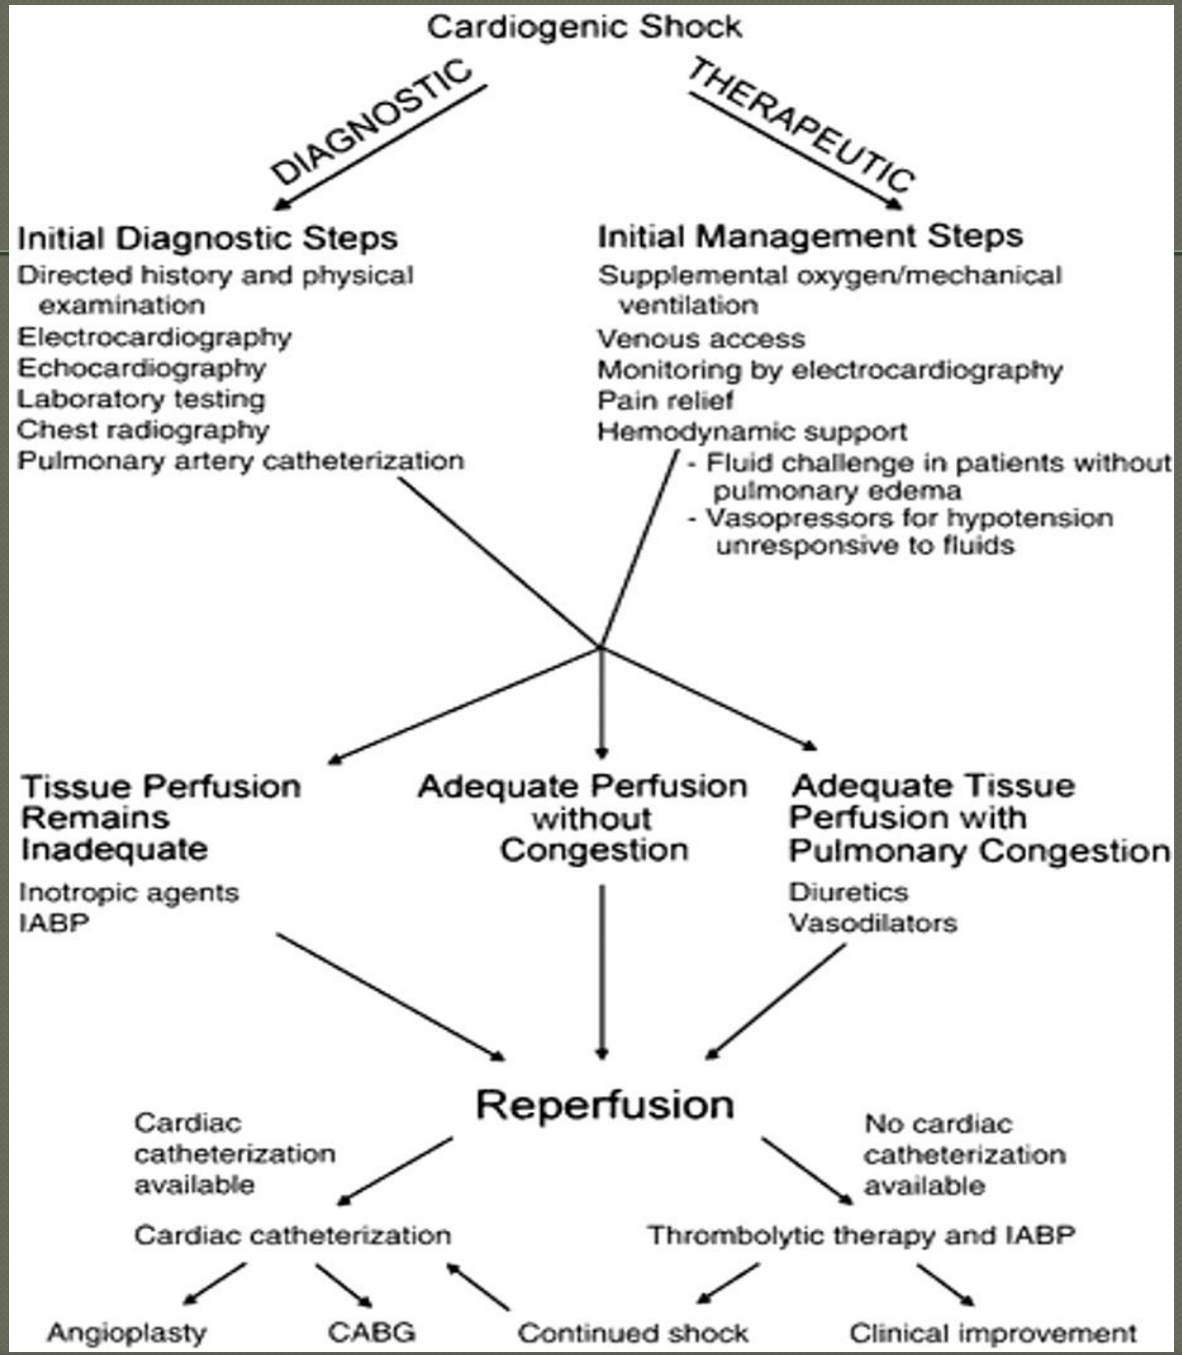 Cardiogenic Shock
DIAGNOSTIC
THERAPEUTIC
Initial Diagnostic Steps
Directed history and physical
examination
Electrocardiography
Echocardiography
Laboratory testing
Chest radiography
Pulmonary artery catheterization
Initial Management Steps
Supplemental oxygen/mechanical
ventilation
Venous access
Monitoring by electrocardiography
Pain relief
Hemodynamic support
- Fluid challenge in patients without
pulmonary edema
- Vasopressors for hypotension
unresponsive to fluids
Tissue Perfusion
Remains
Inadequate
Inotropic agents
IABP
Adequate Perfusion
without
Congestion
Adequate Tissue
Perfusion with
Pulmonary Congestion
Diuretics
Vasodilators
Reperfusion
Cardiac
catheterization
available
No cardiac
catheterization
available
Cardiac catheterization
Thrombolytic therapy and IABP
Angioplasty
CABG
Continued shock
Clinical improvement